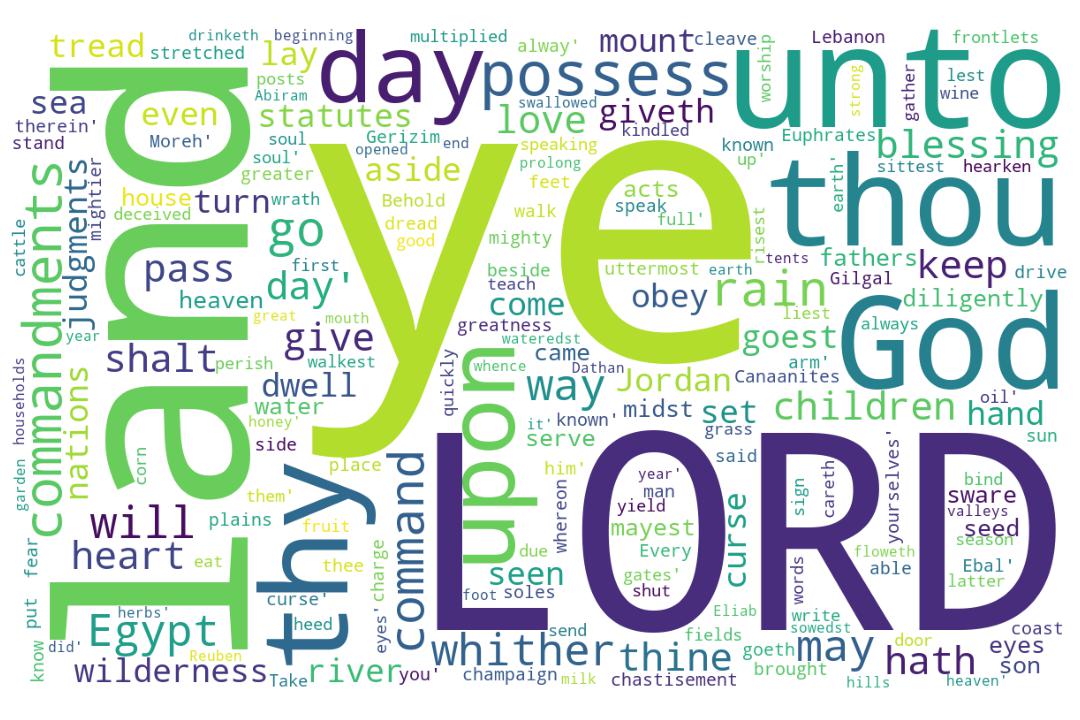 drinketh beginning multiplied alway' mount cleave Lebanon frontlets
tread stretched lay day possess unto worship strong gather lest wine
sea posts Abiram statutes swallowed love giveth kindled Euphrates blessing
therein' even stand Moreh' soul Gerizim opened end speaking prolong known up' sittest hearken
land ye soul' greater aside feet acts speak full' thou earth'
commandments judgments mightier house deceived turn wrath Behold dread good walk mighty risest tents fathers Gilgal keep drive
cattle pass go first day' heaven beside teach uttermost earth come obey rain liest diligently
nations year great mouth give greatness wateredst goest always God
shalt perish walkest quickly whence Dathan came arm' Canaanites
households garden dwell water honey' upon way Jordan midst set children oil' hand
corn side it' known' serve grass said sun
will them' place thy command him' whereon LORD year' man yield careth sign yourselves' bind sware valleys
heart plains fruit seen due mayest Every curse seed season
fear eat thee charge gates' shut floweth able Ebal' latter
put herbs' curse' heed foot soles Eliab words write sowedst coast
know did' Egypt Reuben eyes' send whither thine fields goeth may door eyes
wilderness Take river you' champaign milk chastisement brought hills hath son heaven'